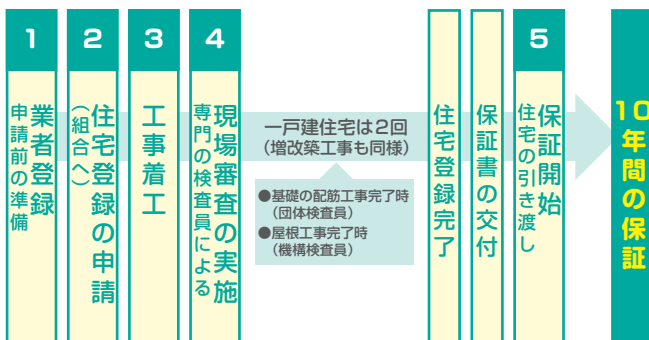 1
申請前の準備
業者登録
2
住宅登録の申請
（組合へ）
3
工事着工
4
専門の検査員による
現場審査の実施
一戸建住宅は2回
（増改築工事も同様）
●基礎の配筋工事完了時
（団体検査員）
●屋根工事完了時
（機構検査員）
住宅登録完了
保証書の交付
5
住宅の引き渡し
保証開始
10年間の保証